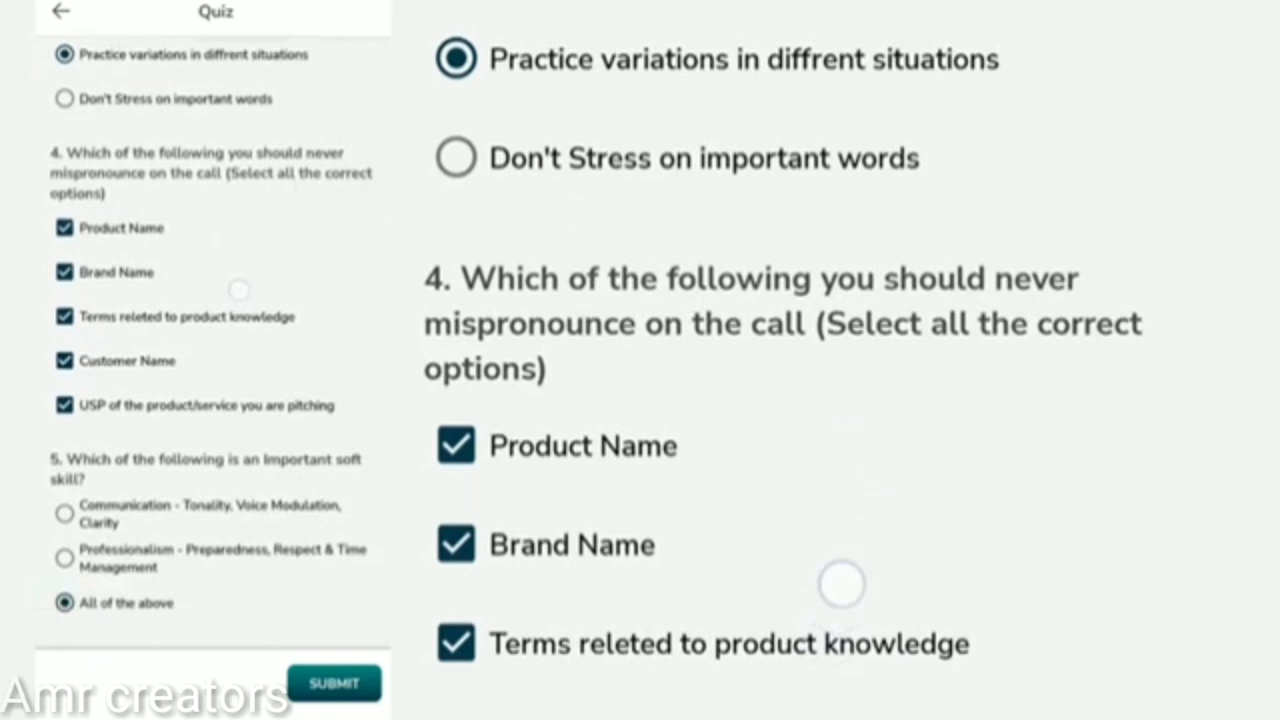 Quiz
Practice variations in diffrent situations
Don't Stress on important words
4. Which of the following you should never
mispronounce on the call (Select all the correct
options)
Product Name
Brand Name
Terms releted to product knowledge
Customer Name
USP of the product/service you are pitching
5. Which of the following is an Important soft
skill?
Communication - Tonality, Voice Modulation,
Clarity
Professionalism - Preparedness, Respect & Time
Management
All of the above
SUBMIT
Amr creators
Practice variations in diffrent situations
Don't Stress on important words
4. Which of the following you should never
mispronounce on the call (Select all the correct
options)
Product Name
Brand Name
Terms releted to product knowledge